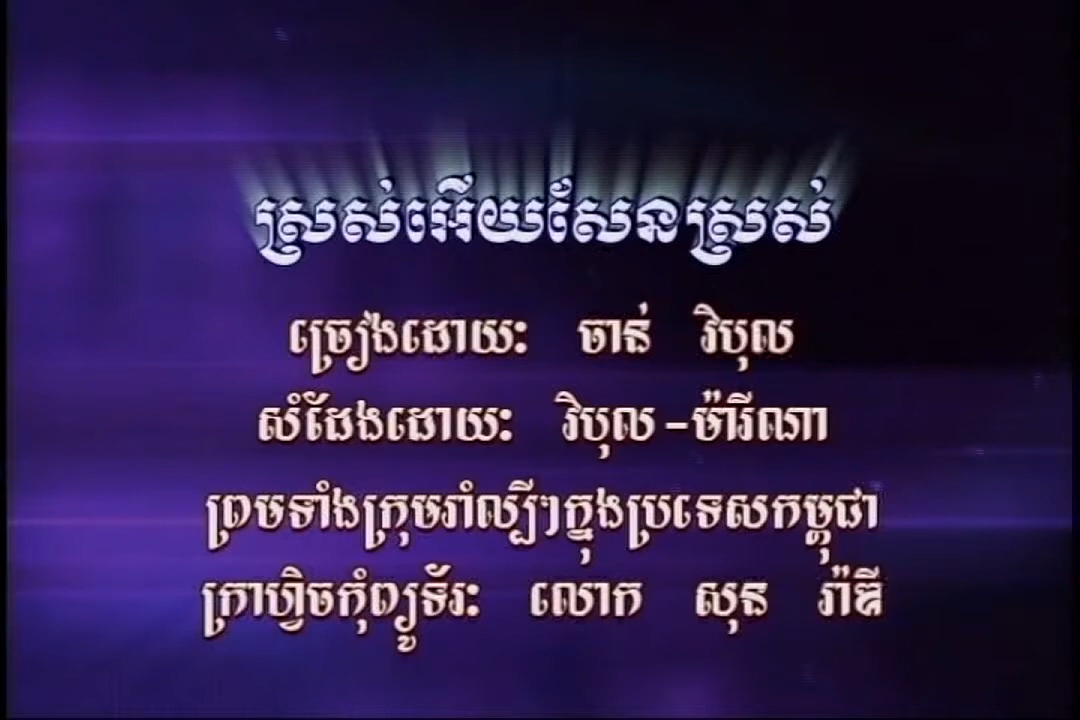 ស្រស់អើយសែនស្រស់
ច្រៀងដោយៈ ចាន់ វិបុល
សំដែងដោយៈ វិបុល-ម៉ារីណា
ព្រមទាំងក្រុមរាំល្បីៗក្នុងប្រទេសកម្ពុជា
ក្រាហ្វិចកុំព្យូទ័រៈ លោក សុន រ៉ាឌី